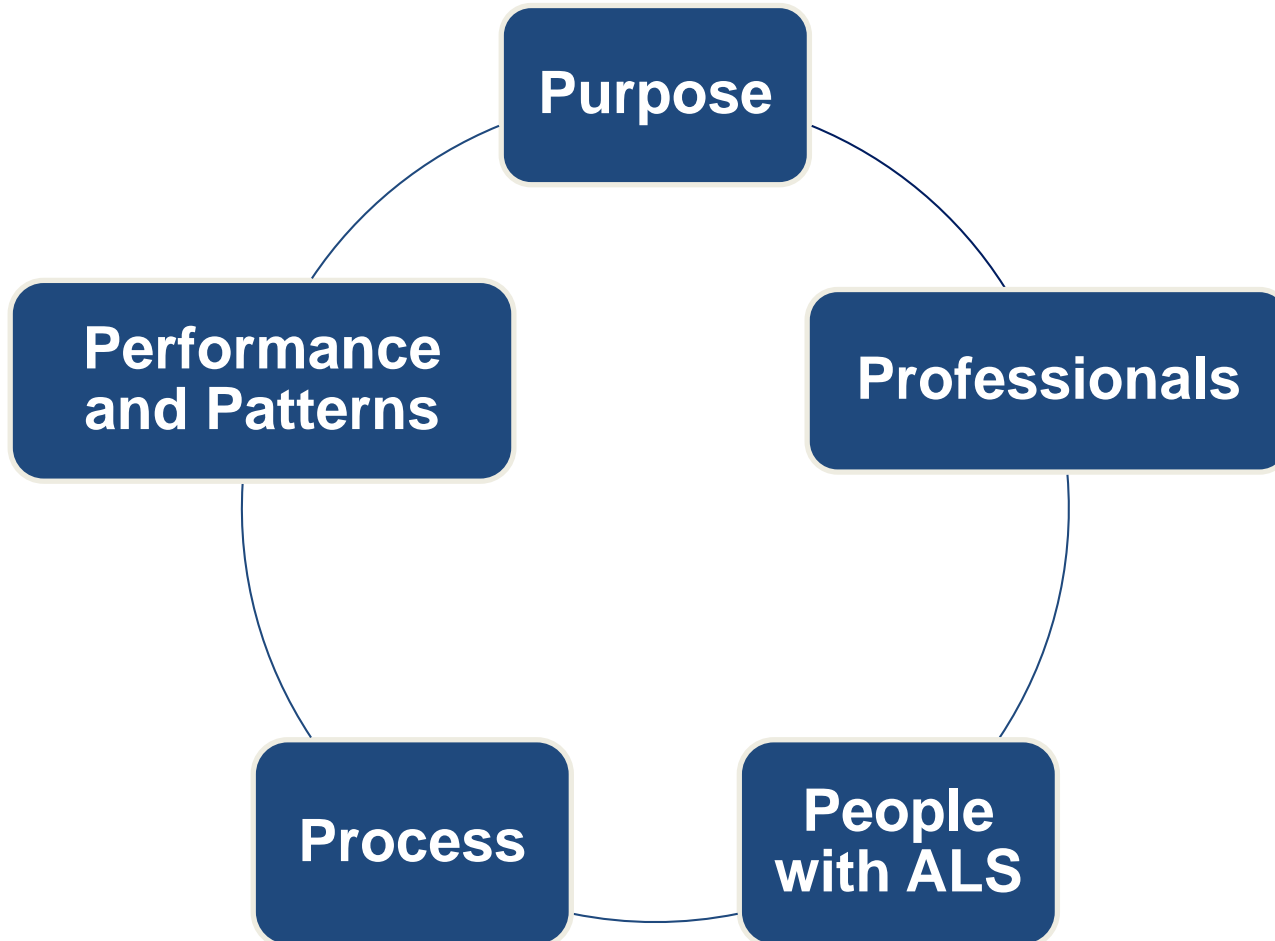 Purpose
Professionals
People
with ALS
Process
Performance
and Patterns